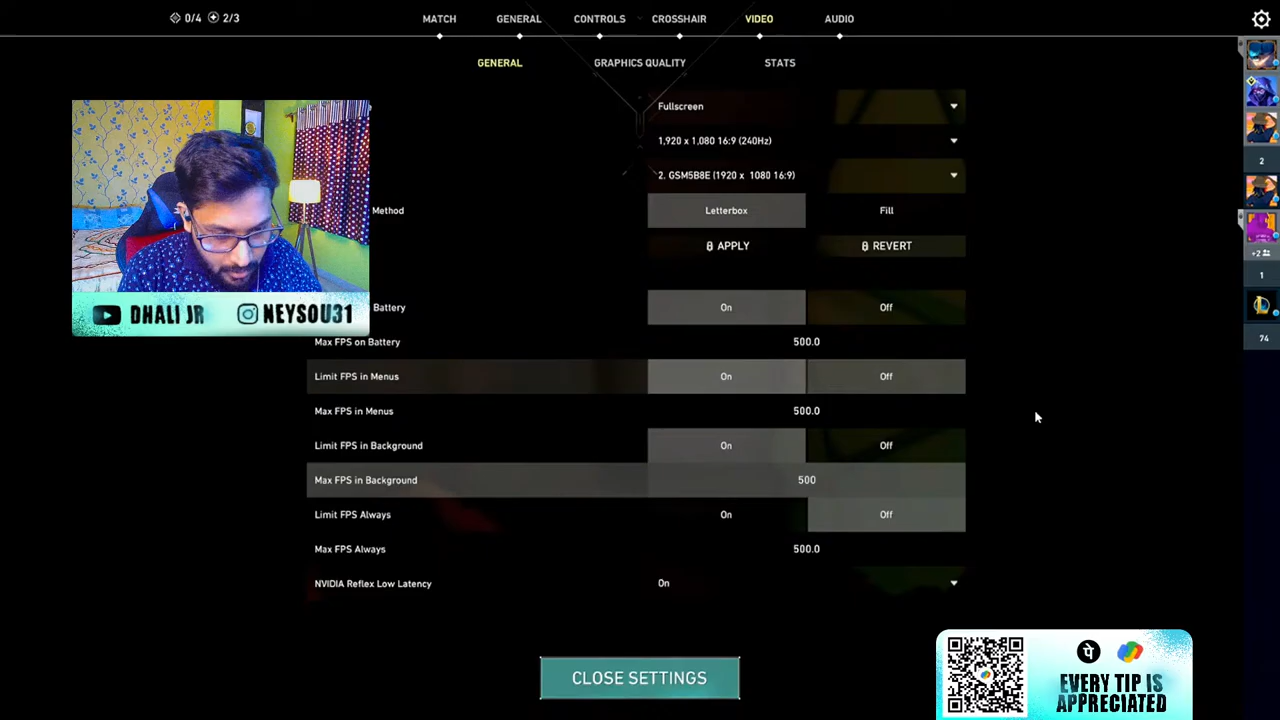 0/4 2/3
MATCH GENERAL CONTROLS CROSSHAIR VIDEO AUDIO
GENERAL GRAPHICS QUALITY STATS
Fullscreen
1,920 x 1,080 16:9 (240Hz)
2. GSM5B8E (1920 x 1080 16:9)
Method Letterbox Fill
APPLY REVERT
Battery On Off
DHALI JR NEYSOU31
Max FPS on Battery 500.0
Limit FPS in Menus On Off
Max FPS in Menus 500.0
Limit FPS in Background On Off
Max FPS in Background 500
Limit FPS Always On Off
Max FPS Always 500.0
NVIDIA Reflex Low Latency On
CLOSE SETTINGS
2
+2
1
74
पे
EVERY TIP IS
APPRECIATED